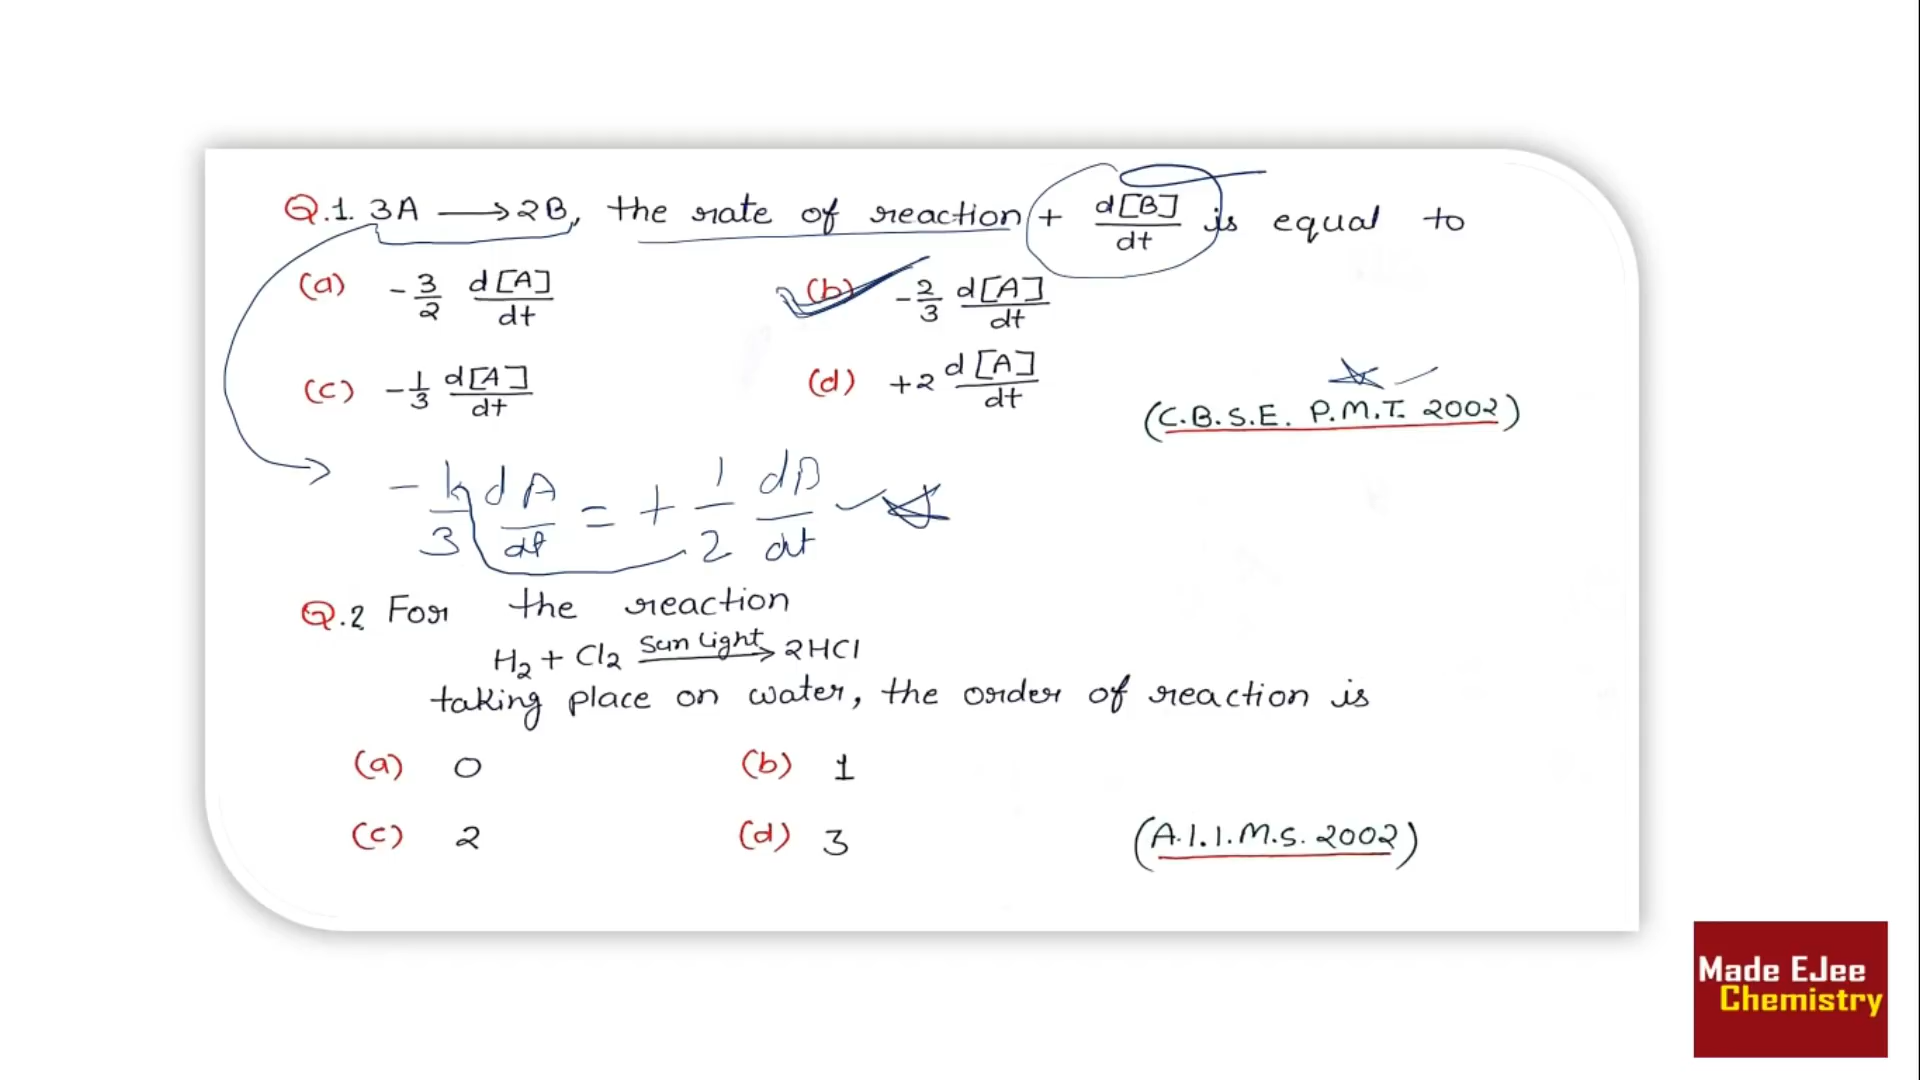 Q.1. 3A ⟶ 2B, the rate of reaction + d[B]/dt is equal to
(a) -3/2 d[A]/dt (b) -2/3 d[A]/dt
(c) -1/3 d[A]/dt (d) +2 d[A]/dt
(C.B.S.E. P.M.T. 2002)
-1/3 dA/dt = +1/2 dB/dt
Q.2 For the reaction
H₂ + Cl₂ Sun Light⟶ 2HCl
taking place on water, the order of reaction is
(a) 0 (b) 1
(c) 2 (d) 3
(A.I.I.M.S. 2002)
Made EJee
Chemistry